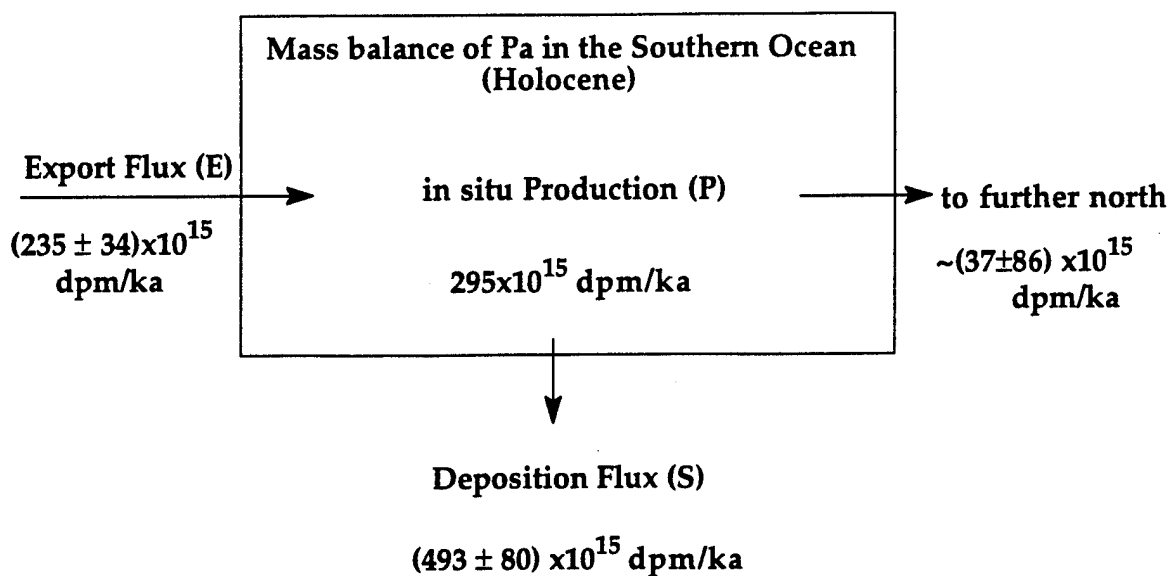 Mass balance of Pa in the Southern Ocean
(Holocene)
Export Flux (E)
(235 ± 34)x10^15
dpm/ka
in situ Production (P)
295x10^15 dpm/ka
to further north
~(37±86) x10^15
dpm/ka
Deposition Flux (S)
(493 ± 80) x10^15 dpm/ka